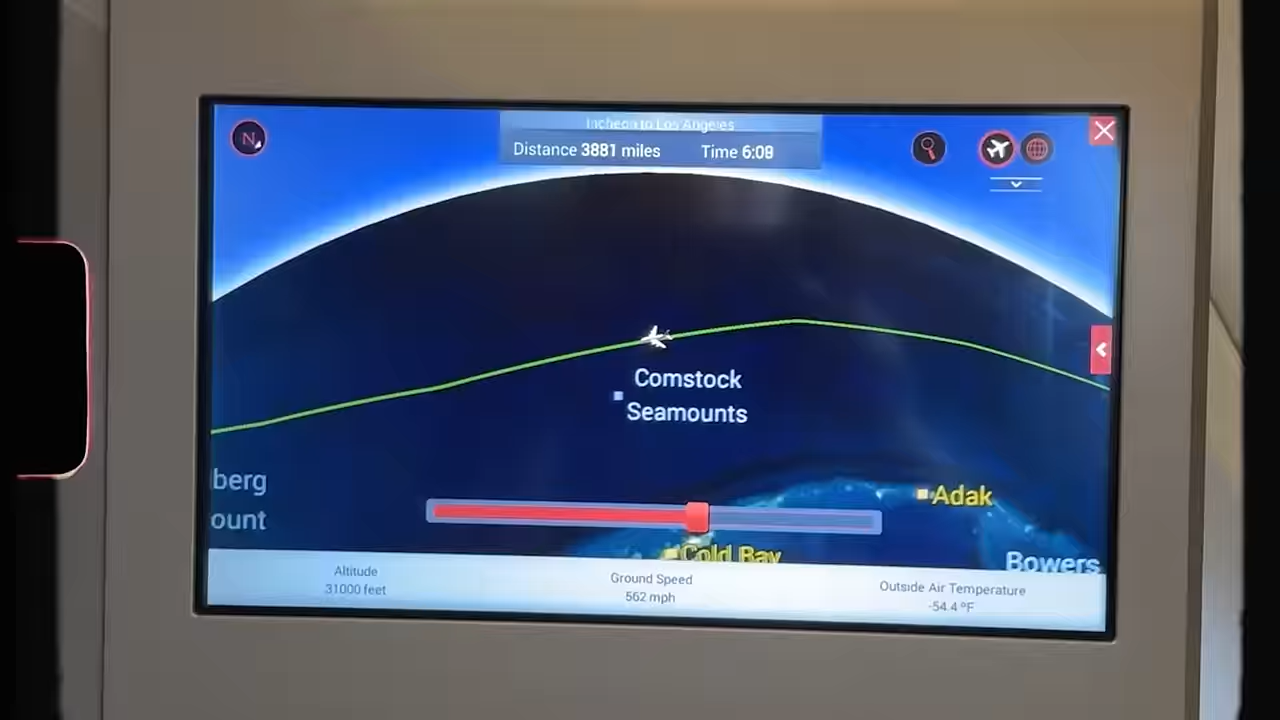 N
Incheon to Los Angeles
Distance 3881 miles Time 6:09
Comstock
Seamounts
berg
ount
Adak
Cold Bay
Bowers
Altitude
31000 feet
Ground Speed
562 mph
Outside Air Temperature
-54.4 ºF